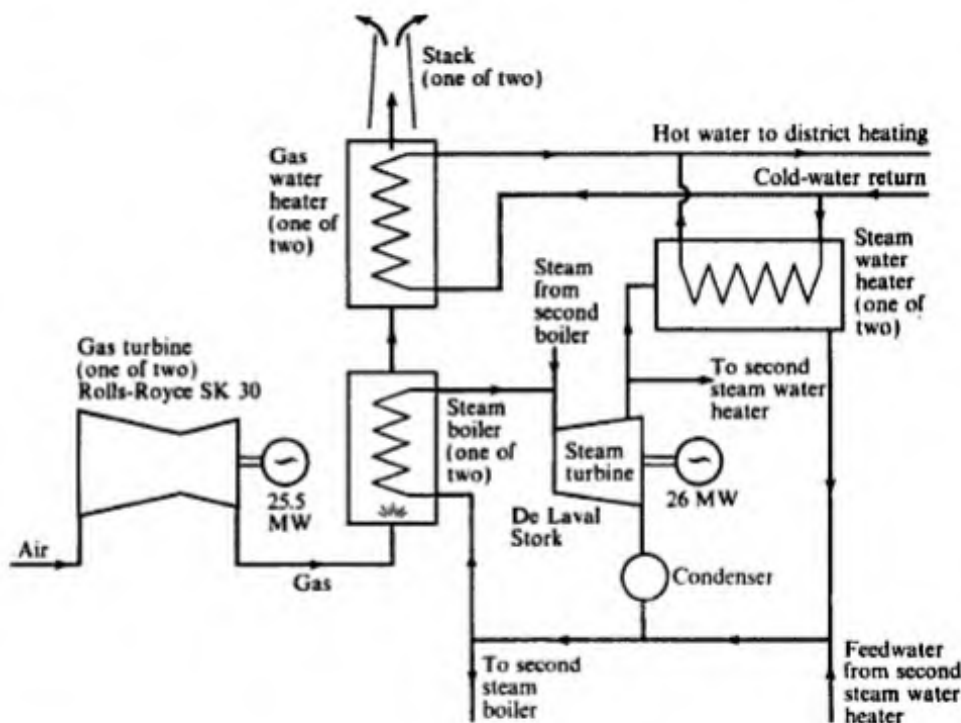 Stack
(one of two)
Hot water to district heating
Gas
water
heater
(one of
two)
Cold-water return
Steam
from
second
boiler
Steam
water
heater
(one of
two)
Gas turbine
(one of two)
Rolls-Royce SK 30
To second
steam water
heater
Steam
boiler
(one of
two)
Steam
turbine
25.5
MW
26 MW
De Laval
Stork
Air
Gas
Condenser
To second
steam
boiler
Feedwater
from second
steam water
heater